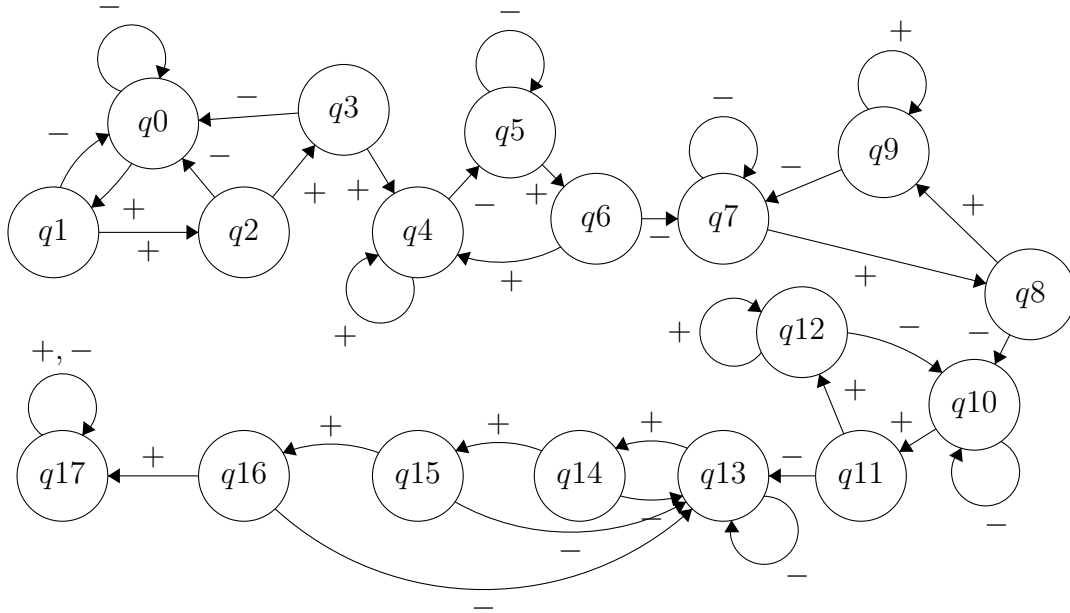 −
−
+
q9
q3
−
−
q0
q5
−
−
−
q7
+
+
+
+
q1
q2
q4
−
q6
−
+
+
+
+
q8
+
+
q12
−
−
+, −
+
q10
+
+
+
+
q17
q16
q15
q14
q13
−
q11
−
−
−
−
−